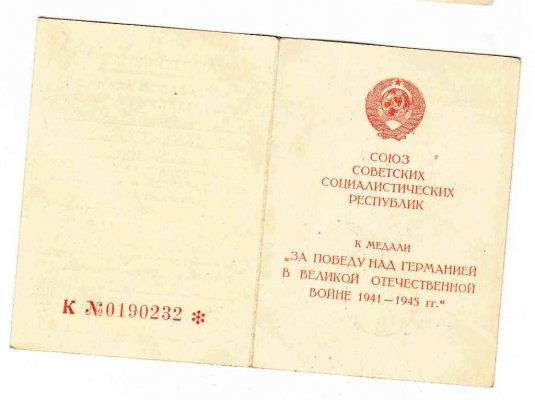 К №0190232 *
СОЮЗ
СОВЕТСКИХ
СОЦИАЛИСТИЧЕСКИХ
РЕСПУБЛИК
К МЕДАЛИ
„ЗА ПОБЕДУ НАД ГЕРМАНИЕЙ
В ВЕЛИКОЙ ОТЕЧЕСТВЕННОЙ
ВОЙНЕ 1941—1945 гг.“